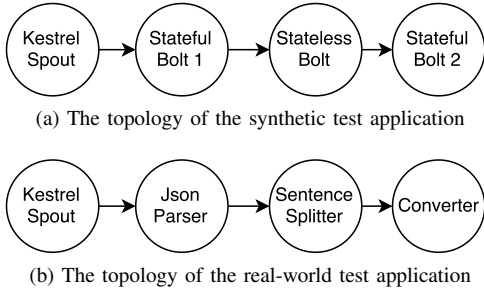 Kestrel
Spout
Stateful
Bolt 1
Stateless
Bolt
Stateful
Bolt 2
(a) The topology of the synthetic test application
Kestrel
Spout
Json
Parser
Sentence
Splitter
Converter
(b) The topology of the real-world test application